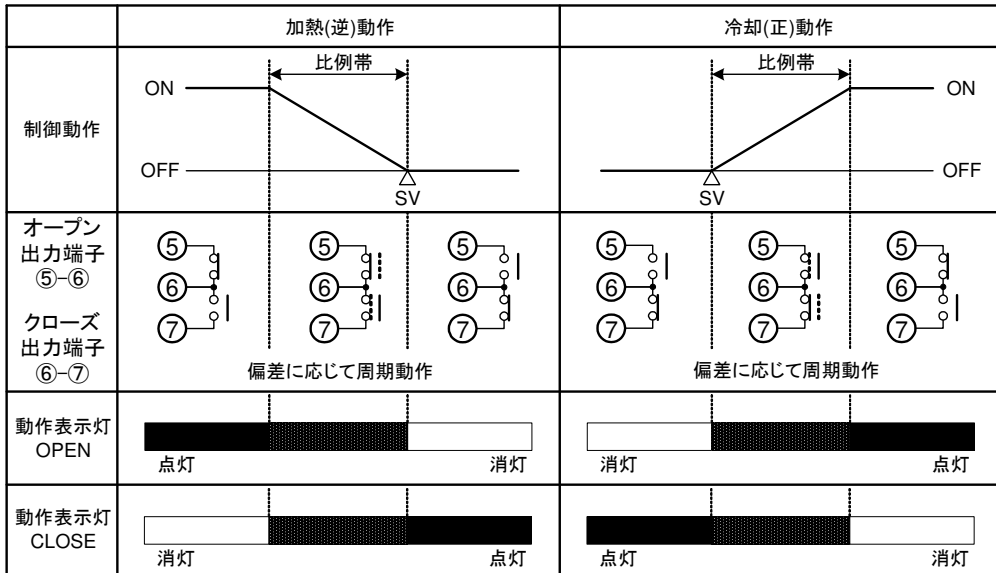 加熱(逆)動作
冷却(正)動作
制御動作
比例帯
ON
OFF
SV
比例帯
ON
OFF
SV
オープン
出力端子
⑤-⑥
クローズ
出力端子
⑥-⑦
⑤ ⑤ ⑤ ⑤ ⑤ ⑤
⑥ ⑥ ⑥ ⑥ ⑥ ⑥
⑦ ⑦ ⑦ ⑦ ⑦ ⑦
偏差に応じて周期動作
偏差に応じて周期動作
動作表示灯
OPEN
点灯 消灯
消灯 点灯
動作表示灯
CLOSE
消灯 点灯
点灯 消灯